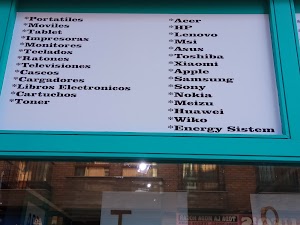 *Portatiles
*Moviles
*Tablet
*Impresoras
*Monitores
*Teclados
*Ratones
*Televisiones
*Cascos
*Cargadores
*Libros Electronicos
*Cartuchos
*Toner
*Acer
*HP
*Lenovo
*Msi
*Asus
*Toshiba
*Xiaomi
*Apple
*Samsung
*Sony
*Nokia
*Meizu
*Huawei
*Wiko
*Energy Sistem